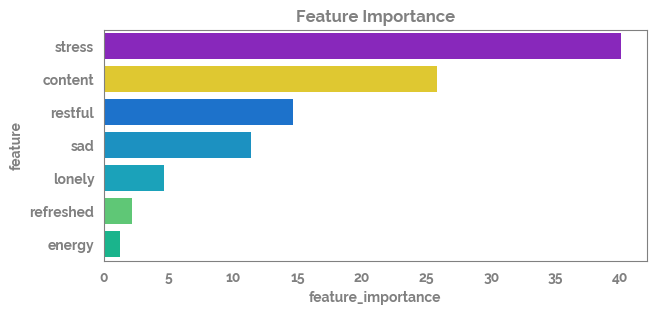 Feature Importance
stress
content
restful
sad
lonely
refreshed
energy
feature
0 5 10 15 20 25 30 35 40
feature_importance